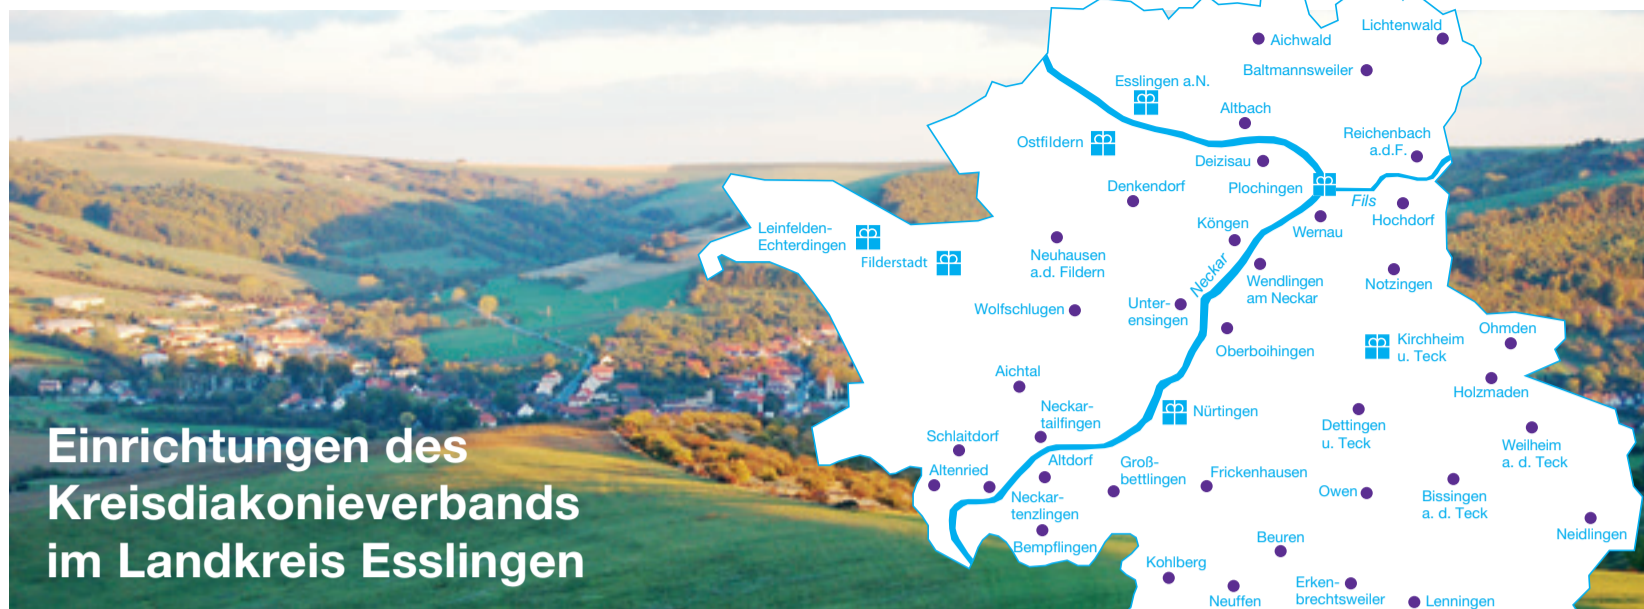 Einrichtungen des
Kreisdiakonieverbands
im Landkreis Esslingen
Lichtenwald
Aichwald
Baltmannsweiler
Esslingen a.N.
Altbach
Reichenbach
a.d.F.
Ostfildern
Deizisau
Denkendorf
Plochingen
Fils
Hochdorf
Wernau
Köngen
Leinfelden-
Echterdingen
Filderstadt
Neuhausen
a.d. Fildern
Neckar
Wendlingen
am Neckar
Notzingen
Wolfschlugen
Unter-
ensingen
Oberboihingen
Ohmden
Kirchheim
u. Teck
Holzmaden
Aichtal
Neckar-
tailfingen
Nürtingen
Dettingen
u. Teck
Weilheim
a. d. Teck
Schlaitdorf
Altenried
Altdorf
Groß-
bettlingen
Frickenhausen
Owen
Bissingen
a. d. Teck
Neckar-
tenzlingen
Bempflingen
Neidlingen
Beuren
Kohlberg
Neuffen
Erken-
brechtsweiler
Lenningen